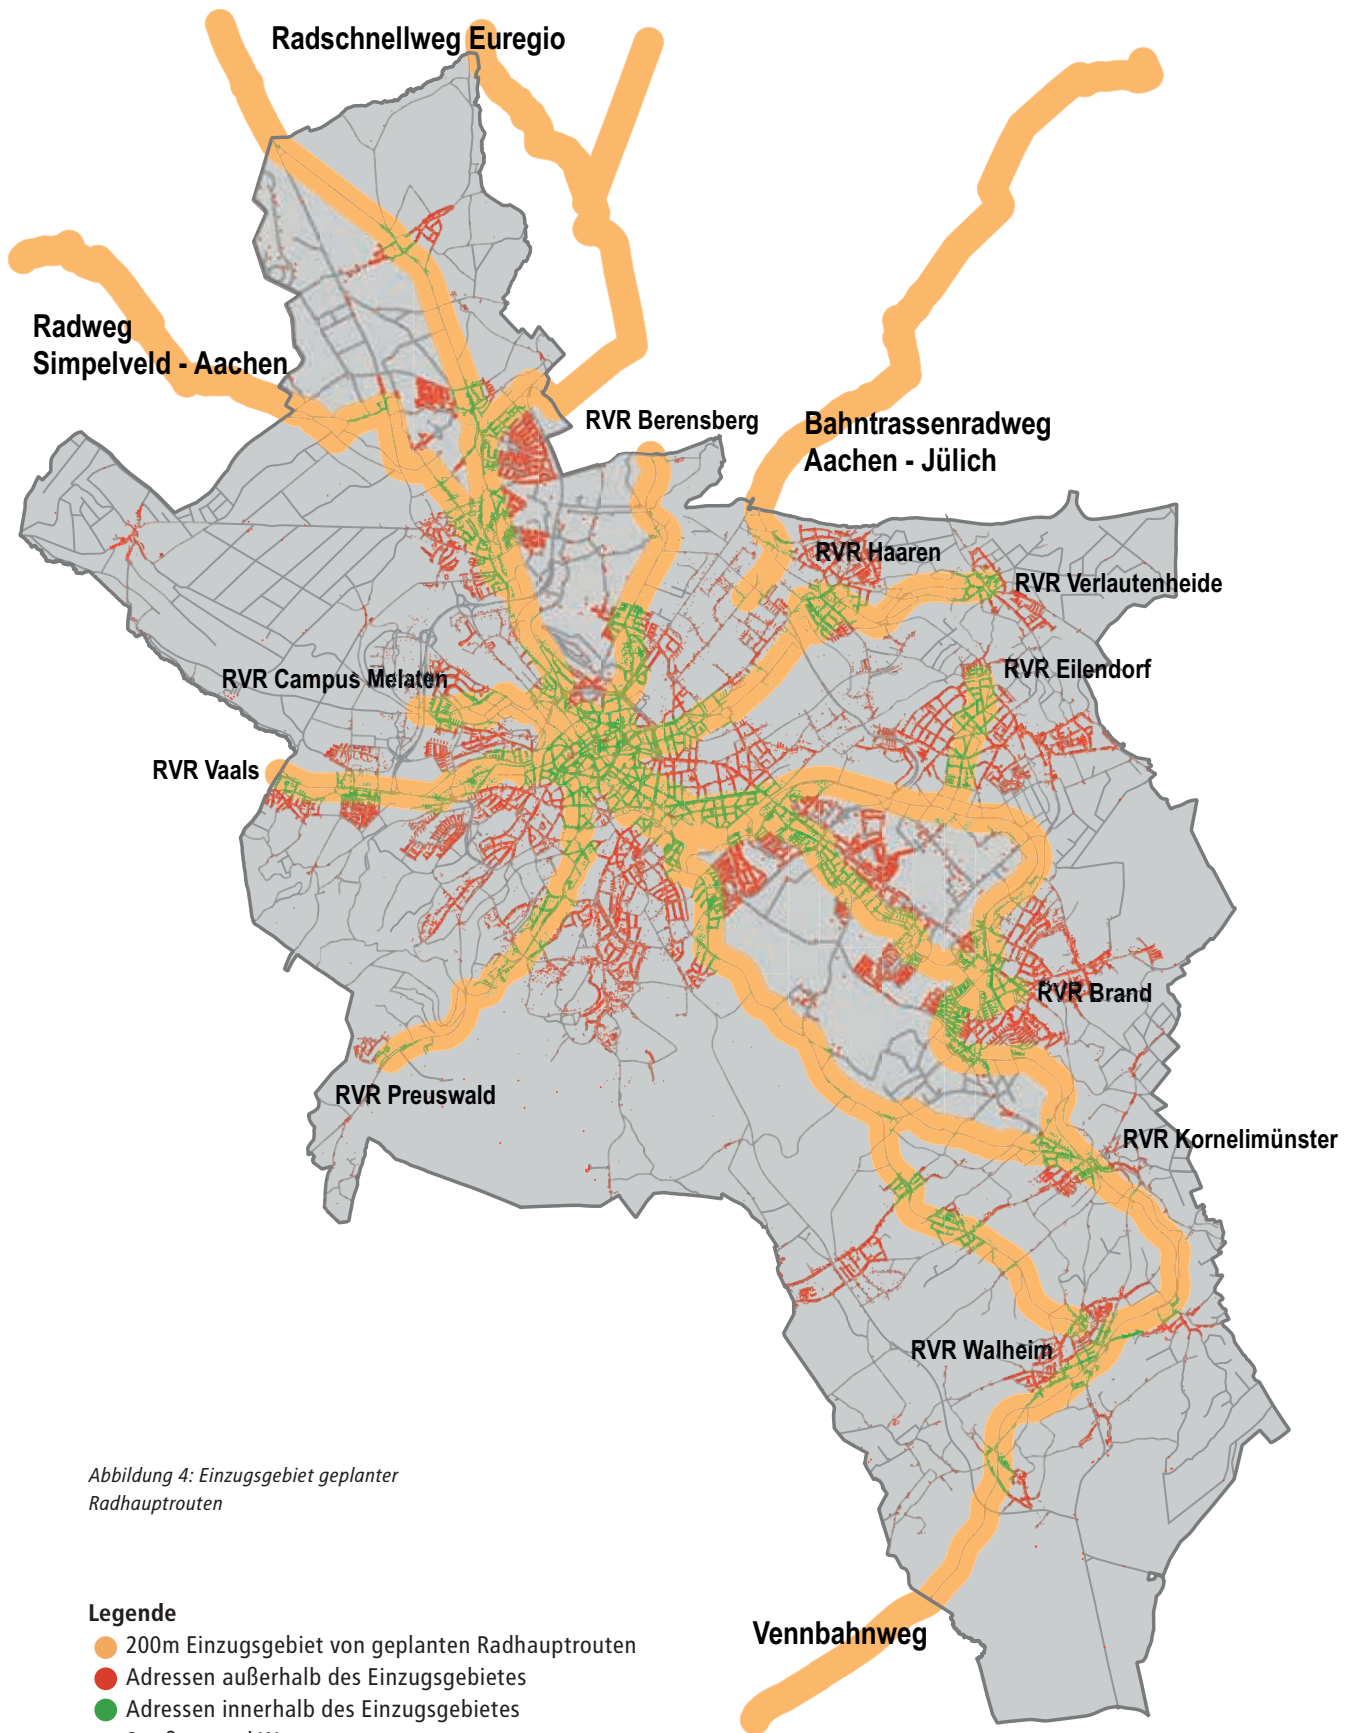 Radschnellweg Euregio
Radweg
Simpelveld - Aachen
RVR Berensberg
Bahntrassenradweg
Aachen - Jülich
RVR Haaren
RVR Verlautenheide
RVR Eilendorf
RVR Campus Melaten
RVR Vaals
RVR Brand
RVR Preuswald
RVR Kornelimünster
RVR Walheim
Abbildung 4: Einzugsgebiet geplanter
Radhauptrouten
Legende
200m Einzugsgebiet von geplanten Radhauptrouten
Adressen außerhalb des Einzugsgebietes
Adressen innerhalb des Einzugsgebietes
Vennbahnweg